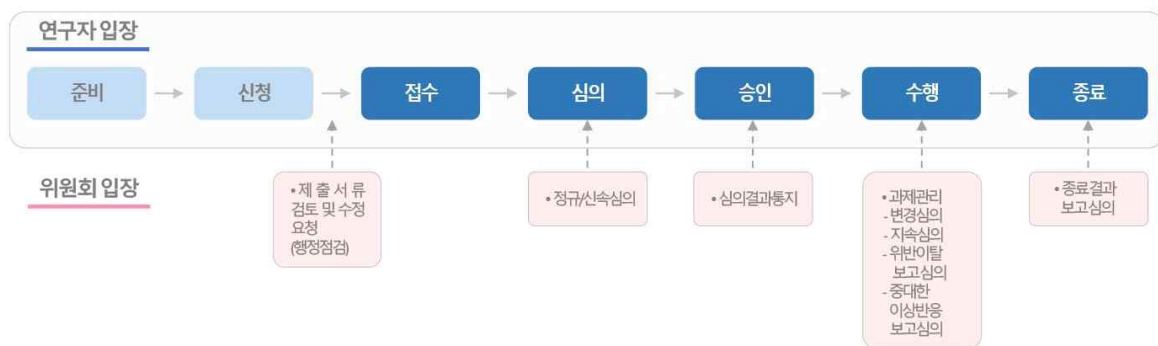 연구자 입장
준비
신청
접수
심의
승인
수행
종료
위원회 입장
• 제 출 서 류
검토 및 수정
요청
(행정점검)
• 정규/신속심의
• 심의결과통지
• 과제관리
- 변경심의
- 지속심의
- 위반이탈
보고심의
- 중대한
이상반응
보고심의
• 종료결과
보고심의